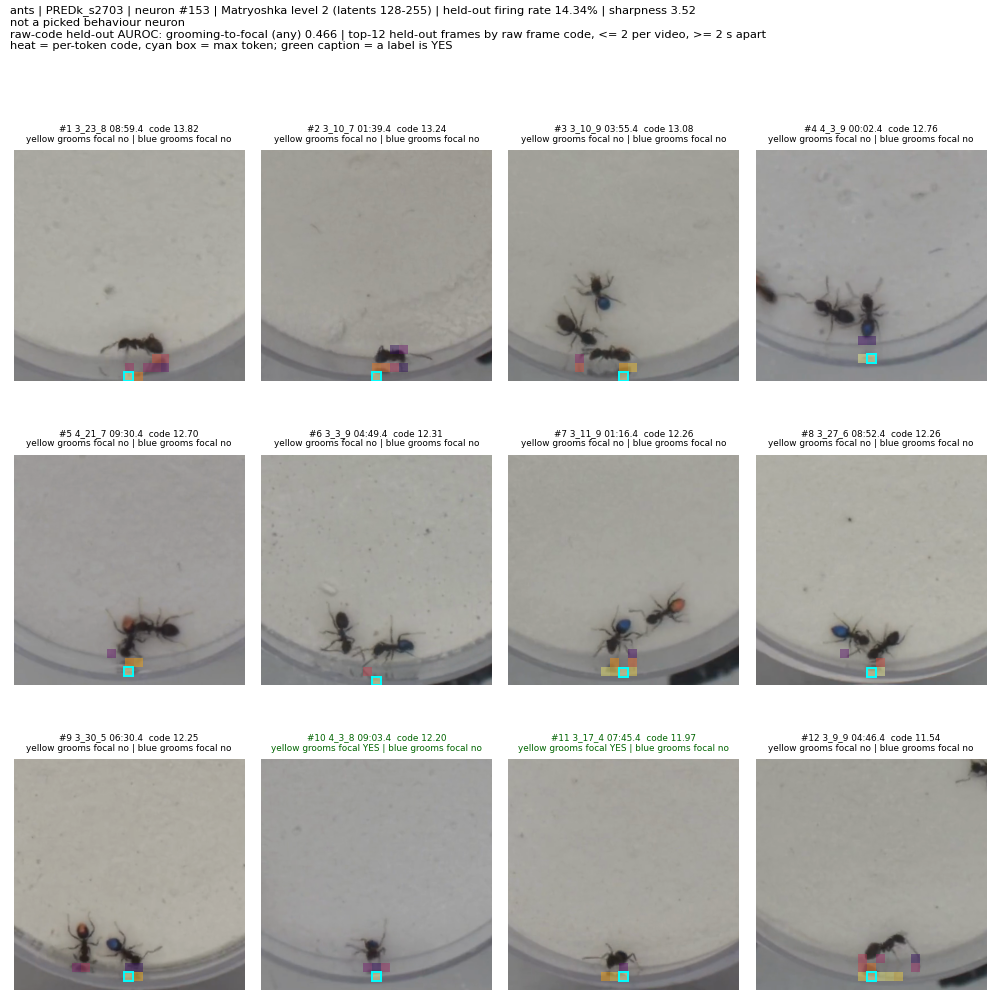 ants | PREDk_s2703 | neuron #153 | Matryoshka level 2 (latents 128-255) | held-out firing rate 14.34% | sharpness 3.52
not a picked behaviour neuron
raw-code held-out AUROC: grooming-to-focal (any) 0.466 | top-12 held-out frames by raw frame code, <= 2 per video, >= 2 s apart
heat = per-token code, cyan box = max token; green caption = a label is YES
#1 3_23_8 08:59.4 code 13.82
yellow grooms focal no | blue grooms focal no
#2 3_10_7 01:39.4 code 13.24
yellow grooms focal no | blue grooms focal no
#3 3_10_9 03:55.4 code 13.08
yellow grooms focal no | blue grooms focal no
#4 4_3_9 00:02.4 code 12.76
yellow grooms focal no | blue grooms focal no
#5 4_21_7 09:30.4 code 12.70
yellow grooms focal no | blue grooms focal no
#6 3_3_9 04:49.4 code 12.31
yellow grooms focal no | blue grooms focal no
#7 3_11_9 01:16.4 code 12.26
yellow grooms focal no | blue grooms focal no
#8 3_27_6 08:52.4 code 12.26
yellow grooms focal no | blue grooms focal no
#9 3_30_5 06:30.4 code 12.25
yellow grooms focal no | blue grooms focal no
#10 4_3_8 09:03.4 code 12.20
yellow grooms focal YES | blue grooms focal no
#11 3_17_4 07:45.4 code 11.97
yellow grooms focal YES | blue grooms focal no
#12 3_9_9 04:46.4 code 11.54
yellow grooms focal no | blue grooms focal no